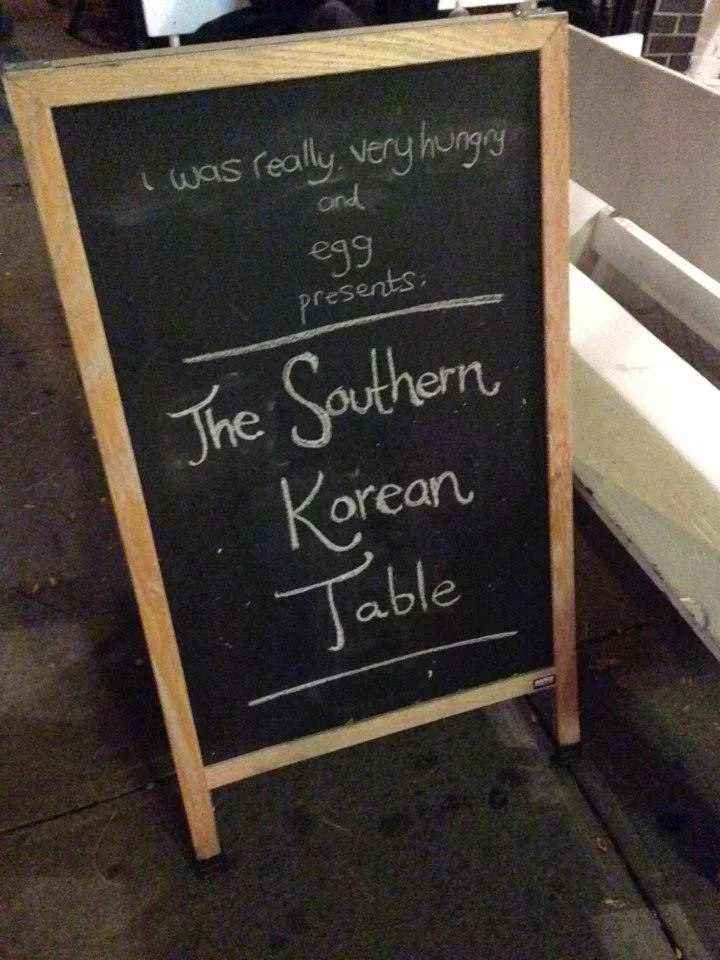 i was really, very hungry
and
egg
presents:
The Southern
Korean
Table